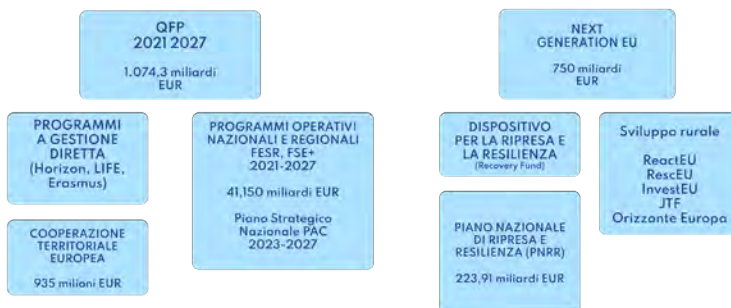 QFP
2021 2027
1.074,3 miliardi
EUR
NEXT
GENERATION EU
750 miliardi
EUR
PROGRAMMI
A GESTIONE
DIRETTA
(Horizon, LIFE,
Erasmus)
PROGRAMMI OPERATIVI
NAZIONALI E REGIONALI
FESR, FSE+
2021-2027
41,150 miliardi EUR
Piano Strategico
Nazionale PAC
2023-2027
COOPERAZIONE
TERRITORIALE
EUROPEA
935 milioni EUR
DISPOSITIVO
PER LA RIPRESA E
LA RESILIENZA
(Recovery Fund)
PIANO NAZIONALE
DI RIPRESA E
RESILIENZA (PNRR)
223,91 miliardi EUR
Sviluppo rurale
ReactEU
RescEU
InvestEU
JTF
Orizzonte Europa